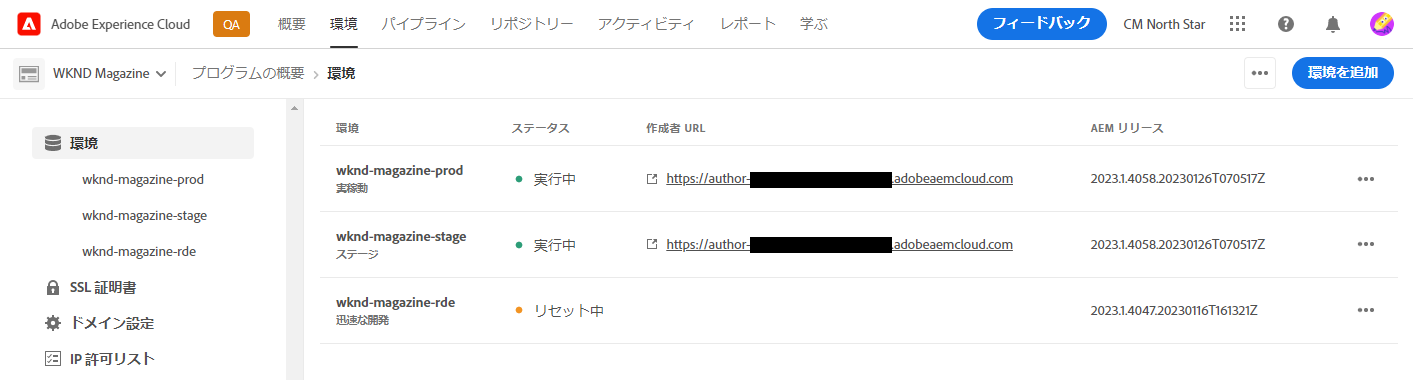 Adobe Experience Cloud QA 概要 環境 パイプライン リポジトリー アクティビティ レポート 学ぶ フィードバック CM North Star
WKND Magazine プログラムの概要 › 環境 ••• 環境を追加
環境
wknd-magazine-prod
wknd-magazine-stage
wknd-magazine-rde
SSL 証明書
ドメイン設定
IP 許可リスト
環境 ステータス 作成者 URL AEM リリース
wknd-magazine-prod
実稼動
実行中 https://author- .adobeaemcloud.com 2023.1.4058.20230126T070517Z •••
wknd-magazine-stage
ステージ
実行中 https://author- .adobeaemcloud.com 2023.1.4058.20230126T070517Z •••
wknd-magazine-rde
迅速な開発
リセット中 2023.1.4047.20230116T161321Z •••